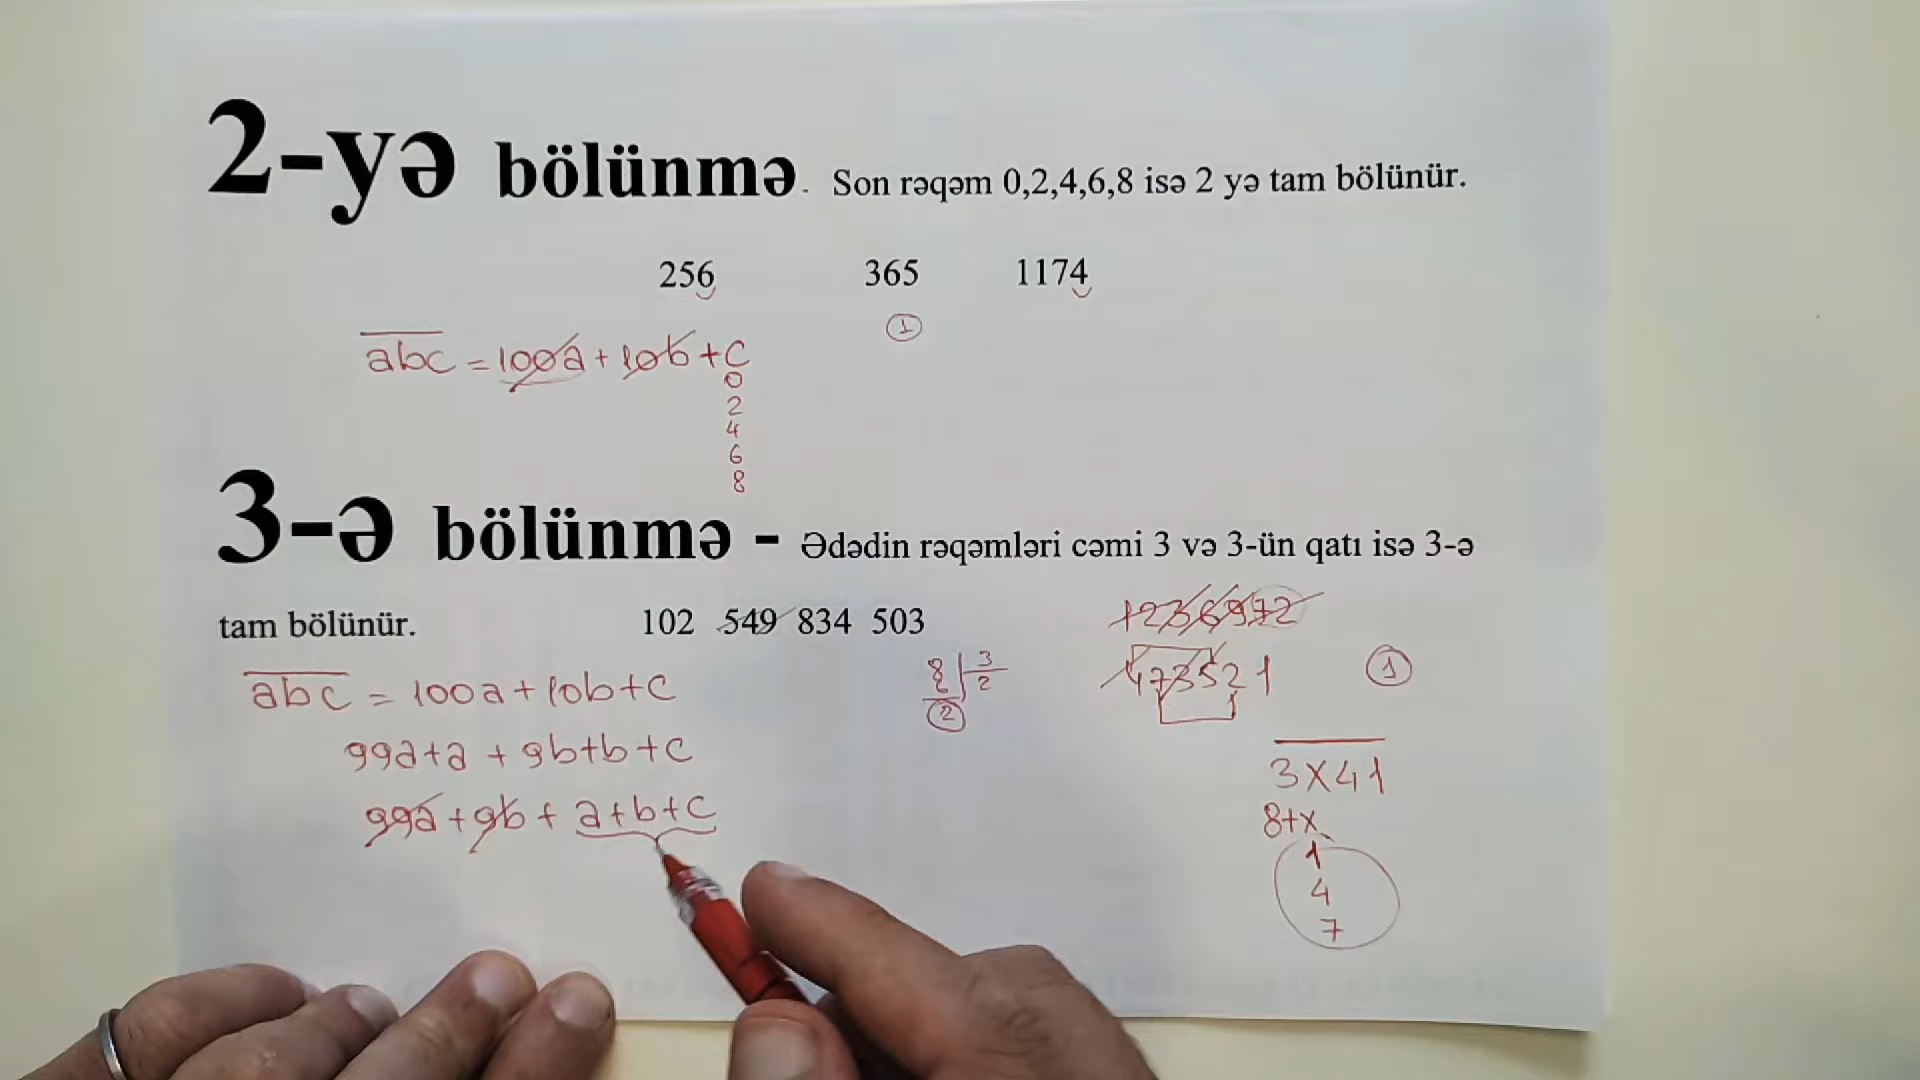 2-yə bölünmə. Son rəqəm 0,2,4,6,8 isə 2 yə tam bölünür.
256 365 1174
1
abc = 100a + 10b + c
0
2
4
6
8
3-ə bölünmə - Ədədin rəqəmləri cəmi 3 və 3-ün qatı isə 3-ə
tam bölünür. 102 549 834 503
1236972
8 3
2
2
473521
1
abc = 100a + 10b + c
99a + a + 9b + b + c
99a + 9b + a + b + c
3x41
8+x
1
4
7